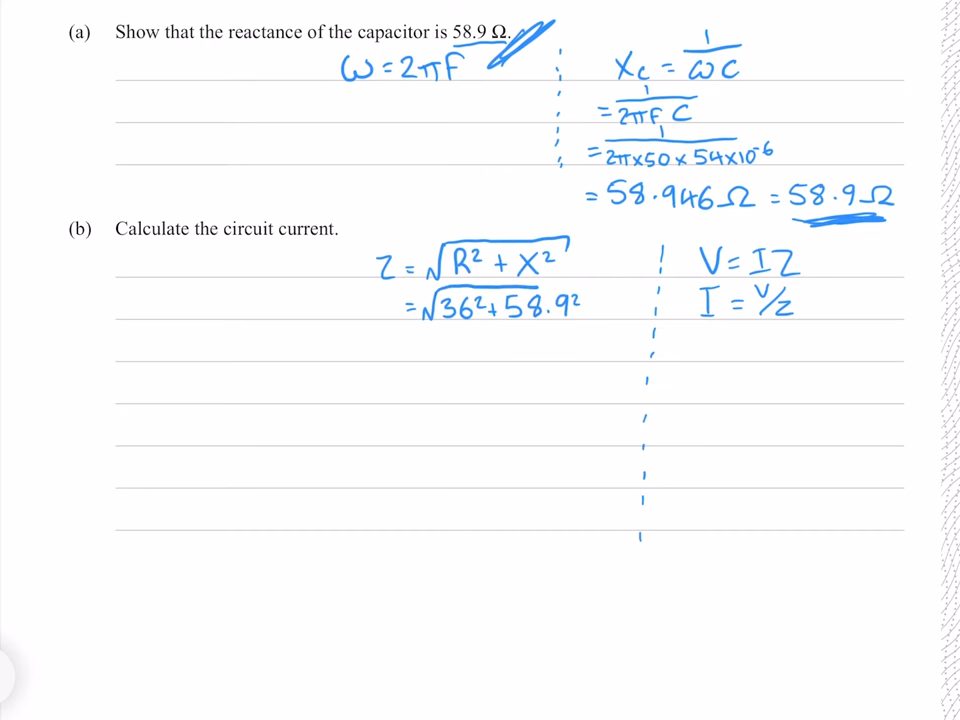 (a) Show that the reactance of the capacitor is 58.9 Ω.
ω = 2πF
Xc = 1/ωC
= 1/2πF C
= 1/2π×50×54×10⁻⁶
= 58.946Ω = 58.9Ω
(b) Calculate the circuit current.
Z = √R² + X²
= √36² + 58.9²
V = IZ
I = V/Z